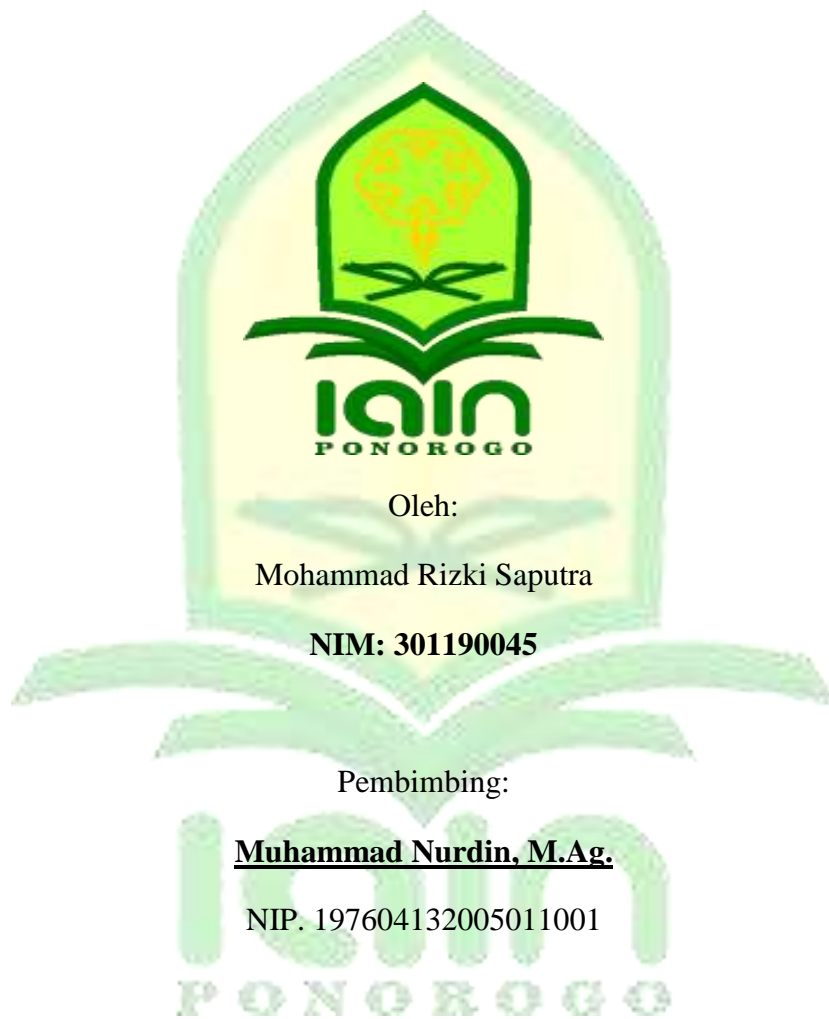 IAIN
PONOROGO
Oleh:
Mohammad Rizki Saputra
NIM: 301190045
Pembimbing:
Muhammad Nurdin, M.Ag.
NIP. 197604132005011001
IAIN
PONOROGO